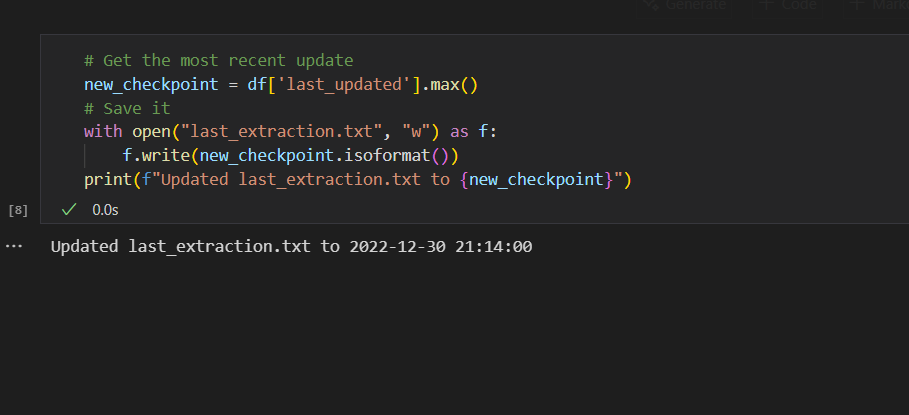 Generate + Code + Mark
# Get the most recent update
new_checkpoint = df['last_updated'].max()
# Save it
with open("last_extraction.txt", "w") as f:
    f.write(new_checkpoint.isoformat())
print(f"Updated last_extraction.txt to {new_checkpoint}")
[8] ✓ 0.0s
... Updated last_extraction.txt to 2022-12-30 21:14:00